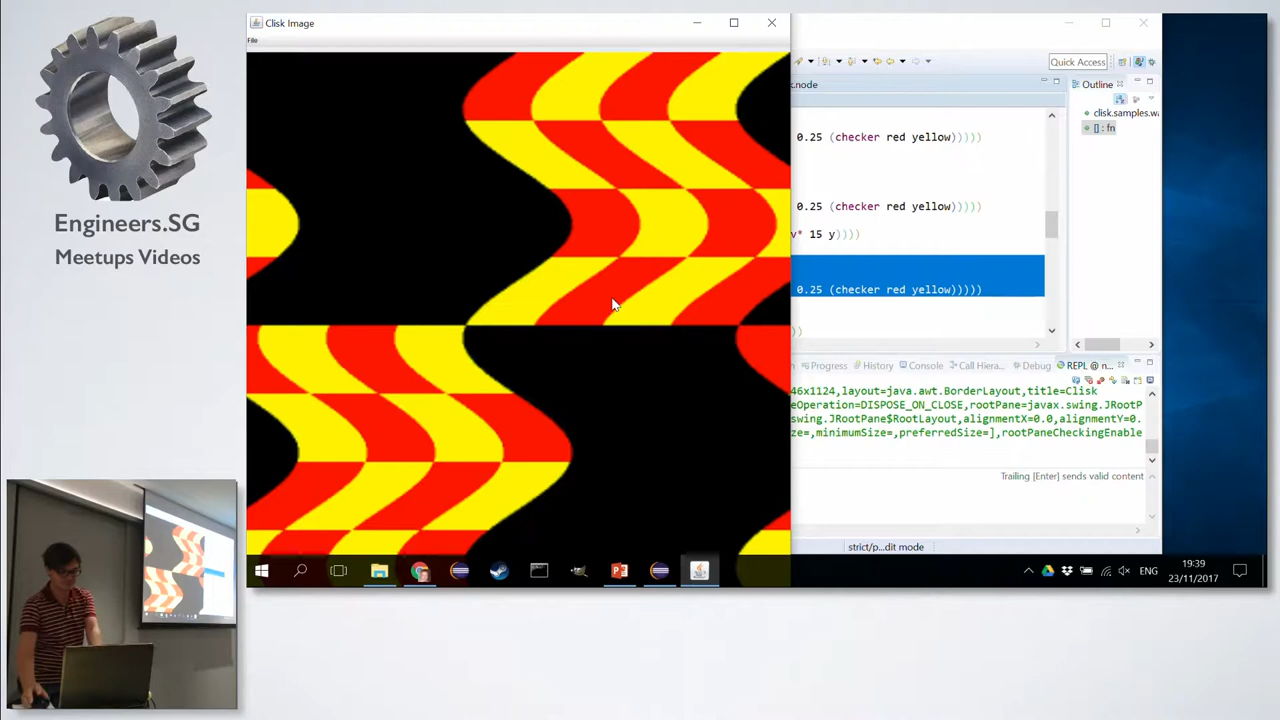 Engineers.SG
Meetups Videos
Clisk Image
File
Quick Access
.node
Outline
clisk.samples.wa
[] : fn
0.25 (checker red yellow)))))
0.25 (checker red yellow)))))
v* 15 y))))
0.25 (checker red yellow)))))
))
Progress
History
Console
Call Hiera...
Debug
REPL @ n...
46x1124,layout=java.awt.BorderLayout,title=Clisk
eOperation=DISPOSE_ON_CLOSE,rootPane=javax.swing.JRootP
swing.JRootPane$RootLayout,alignmentX=0.0,alignmentY=0.
ze=,minimumSize=,preferredSize=],rootPaneCheckingEnable
Trailing [Enter] sends valid content
strict/p...dit mode
ENG
19:39
23/11/2017